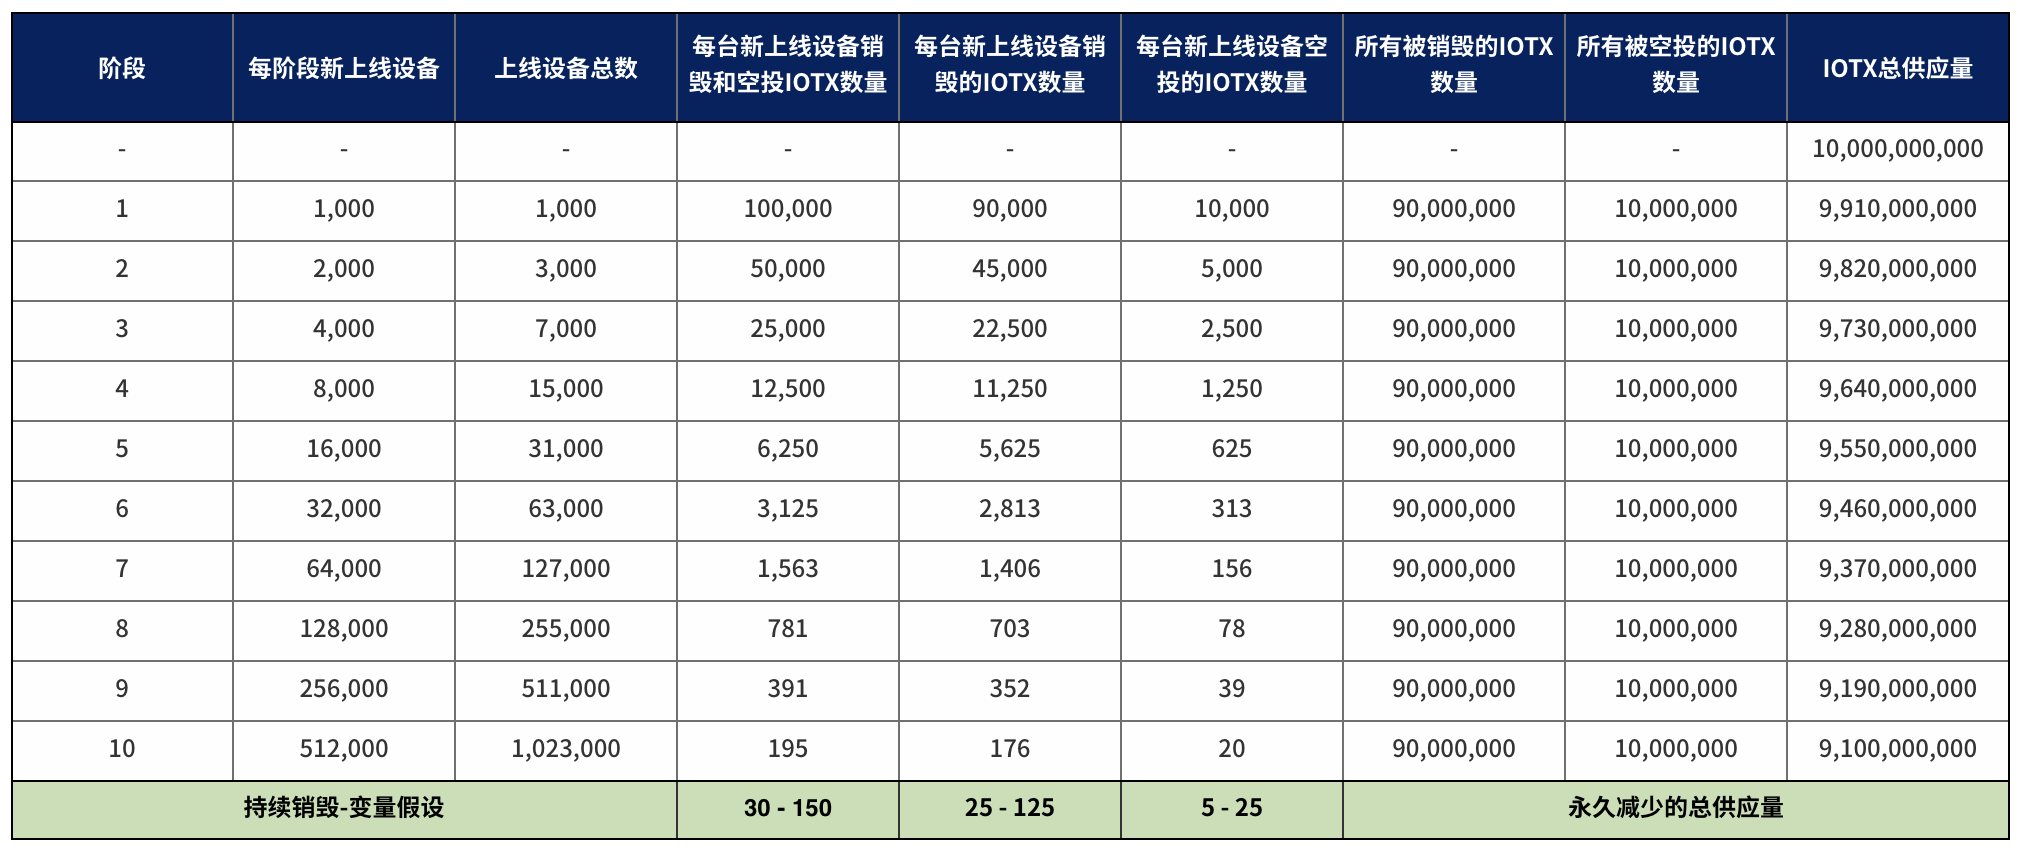 阶段 每阶段新上线设备 上线设备总数 每台新上线设备销毁和空投IOTX数量 每台新上线设备销毁的IOTX数量 每台新上线设备空投的IOTX数量 所有被销毁的IOTX数量 所有被空投的IOTX数量 IOTX总供应量
- - - - - - - - 10,000,000,000
1 1,000 1,000 100,000 90,000 10,000 90,000,000 10,000,000 9,910,000,000
2 2,000 3,000 50,000 45,000 5,000 90,000,000 10,000,000 9,820,000,000
3 4,000 7,000 25,000 22,500 2,500 90,000,000 10,000,000 9,730,000,000
4 8,000 15,000 12,500 11,250 1,250 90,000,000 10,000,000 9,640,000,000
5 16,000 31,000 6,250 5,625 625 90,000,000 10,000,000 9,550,000,000
6 32,000 63,000 3,125 2,813 313 90,000,000 10,000,000 9,460,000,000
7 64,000 127,000 1,563 1,406 156 90,000,000 10,000,000 9,370,000,000
8 128,000 255,000 781 703 78 90,000,000 10,000,000 9,280,000,000
9 256,000 511,000 391 352 39 90,000,000 10,000,000 9,190,000,000
10 512,000 1,023,000 195 176 20 90,000,000 10,000,000 9,100,000,000
持续销毁-变量假设 30 - 150 25 - 125 5 - 25 永久减少的总供应量